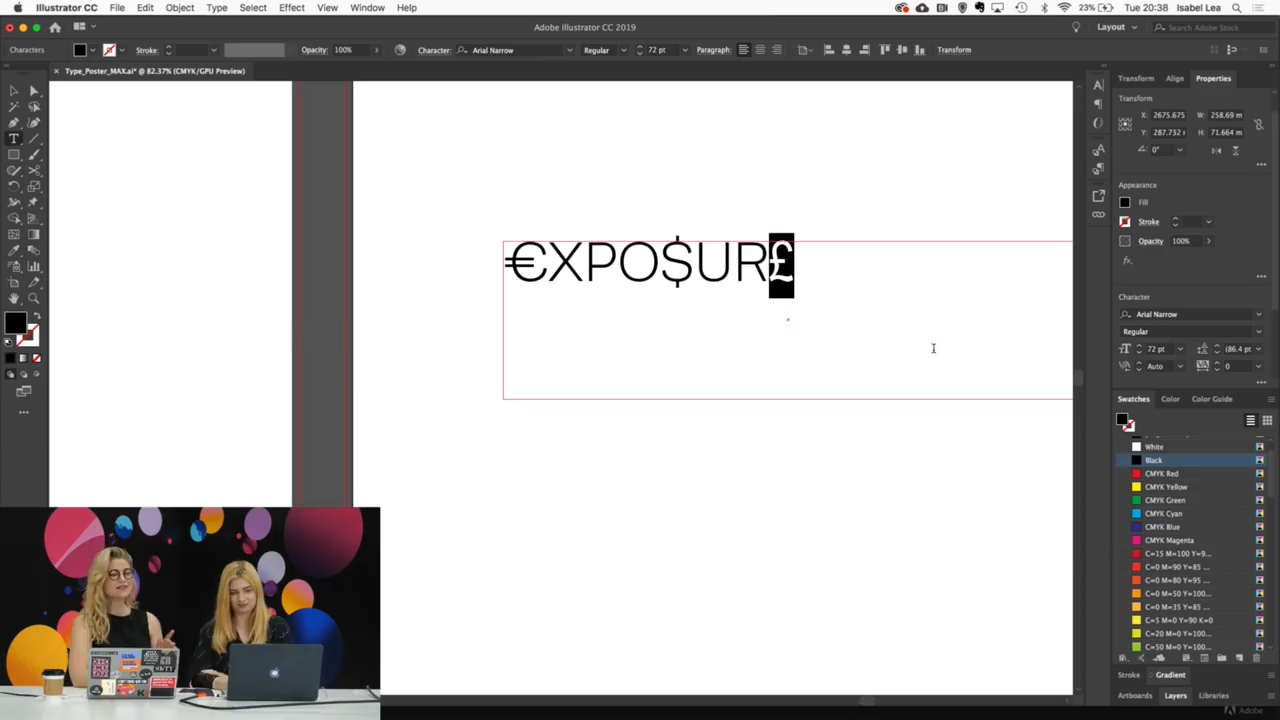 Illustrator CC File Edit Object Type Select Effect View Window Help
23% Tue 20:38 Isabel Lea
Adobe Illustrator CC 2019
Layout
Search Adobe Stock
Characters Stroke: Opacity: 100% Character: Arial Narrow Regular 72 pt Paragraph: Transform
× Type_Poster_MAX.ai* @ 82.37% (CMYK/GPU Preview)
Transform Align Properties
Transform
X: 2675.675 W: 258.69 m
Y: 287.732 H: 71.664 m
0°
Appearance
Fill
Stroke
Opacity 100%
fx.
€XPO$UR£
Character
Arial Narrow
Regular
72 pt (86.4 pt
Auto 0
Swatches Color Color Guide
White
Black
CMYK Red
CMYK Yellow
CMYK Green
CMYK Cyan
CMYK Blue
CMYK Magenta
C=15 M=100 Y=9...
C=0 M=90 Y=85 ...
C=0 M=80 Y=95 ...
C=0 M=50 Y=100...
C=0 M=35 Y=85 ...
C=5 M=0 Y=90 K=0
C=20 M=0 Y=100...
C=50 M=0 Y=100...
Stroke Gradient
Artboards Layers Libraries
Adobe